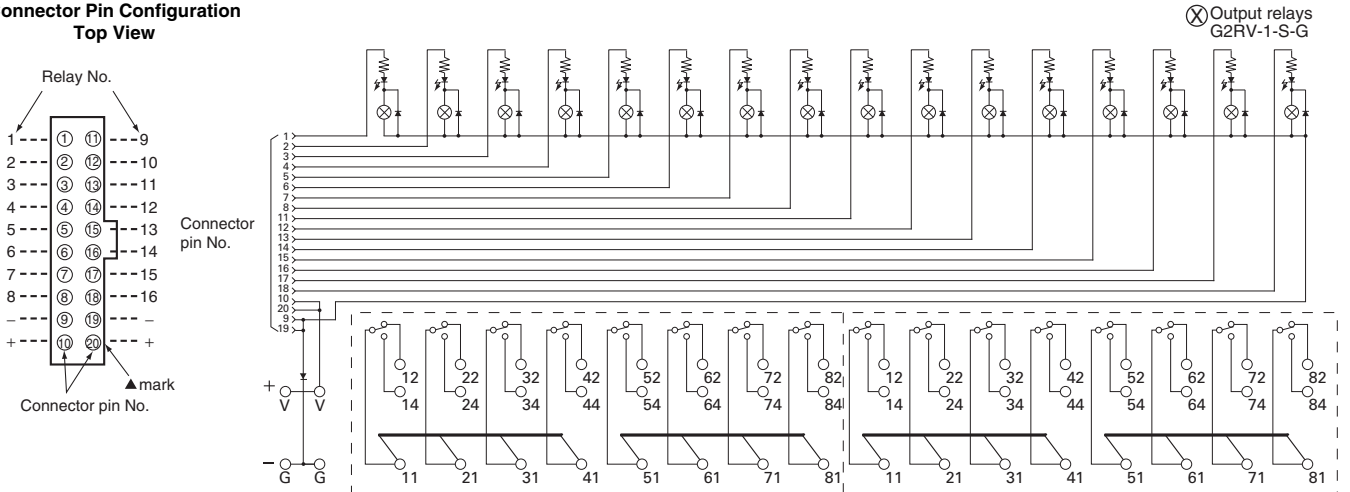 onnector Pin Configuration
Top View
Relay No.
1 1 11 9
2 2 12 10
3 3 13 11
4 4 14 12
5 5 15 13
6 6 16 14
7 7 17 15
8 8 18 16
– 9 19 –
+ 10 20 +
▲mark
Connector pin No.
Output relays
G2RV-1-S-G
Connector
pin No.
1
2
3
4
5
6
7
8
11
12
13
14
15
16
17
18
10
20
9
19
+
V V
–
G G
12 22 32 42 52 62 72 82 12 22 32 42 52 62 72 82
14 24 34 44 54 64 74 84 14 24 34 44 54 64 74 84
11 21 31 41 51 61 71 81 11 21 31 41 51 61 71 81